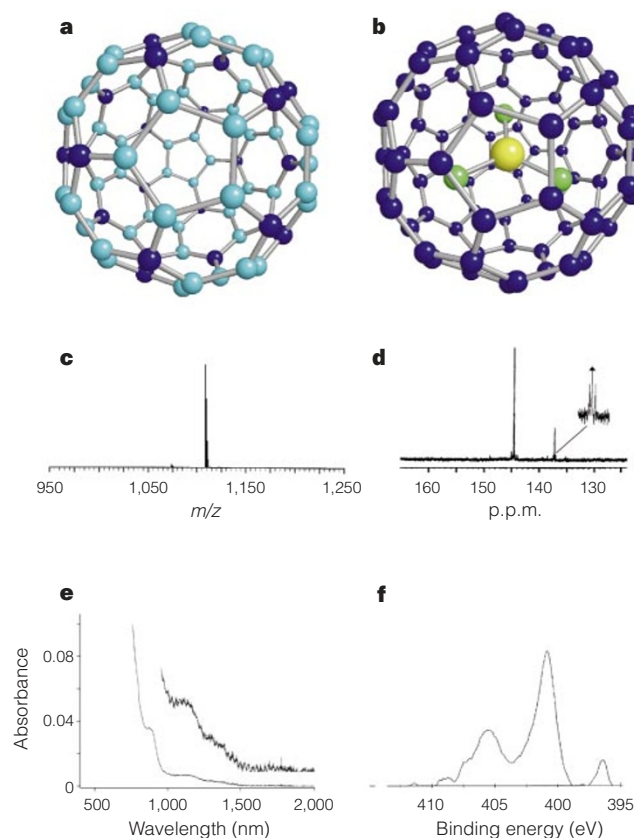 a b
c d
950 1,050 1,150 1,250
m/z
160 150 140 130
p.p.m.
e f
Absorbance
0.08
0.04
0
500 1,000 1,500 2,000
Wavelength (nm)
410 405 400 395
Binding energy (eV)